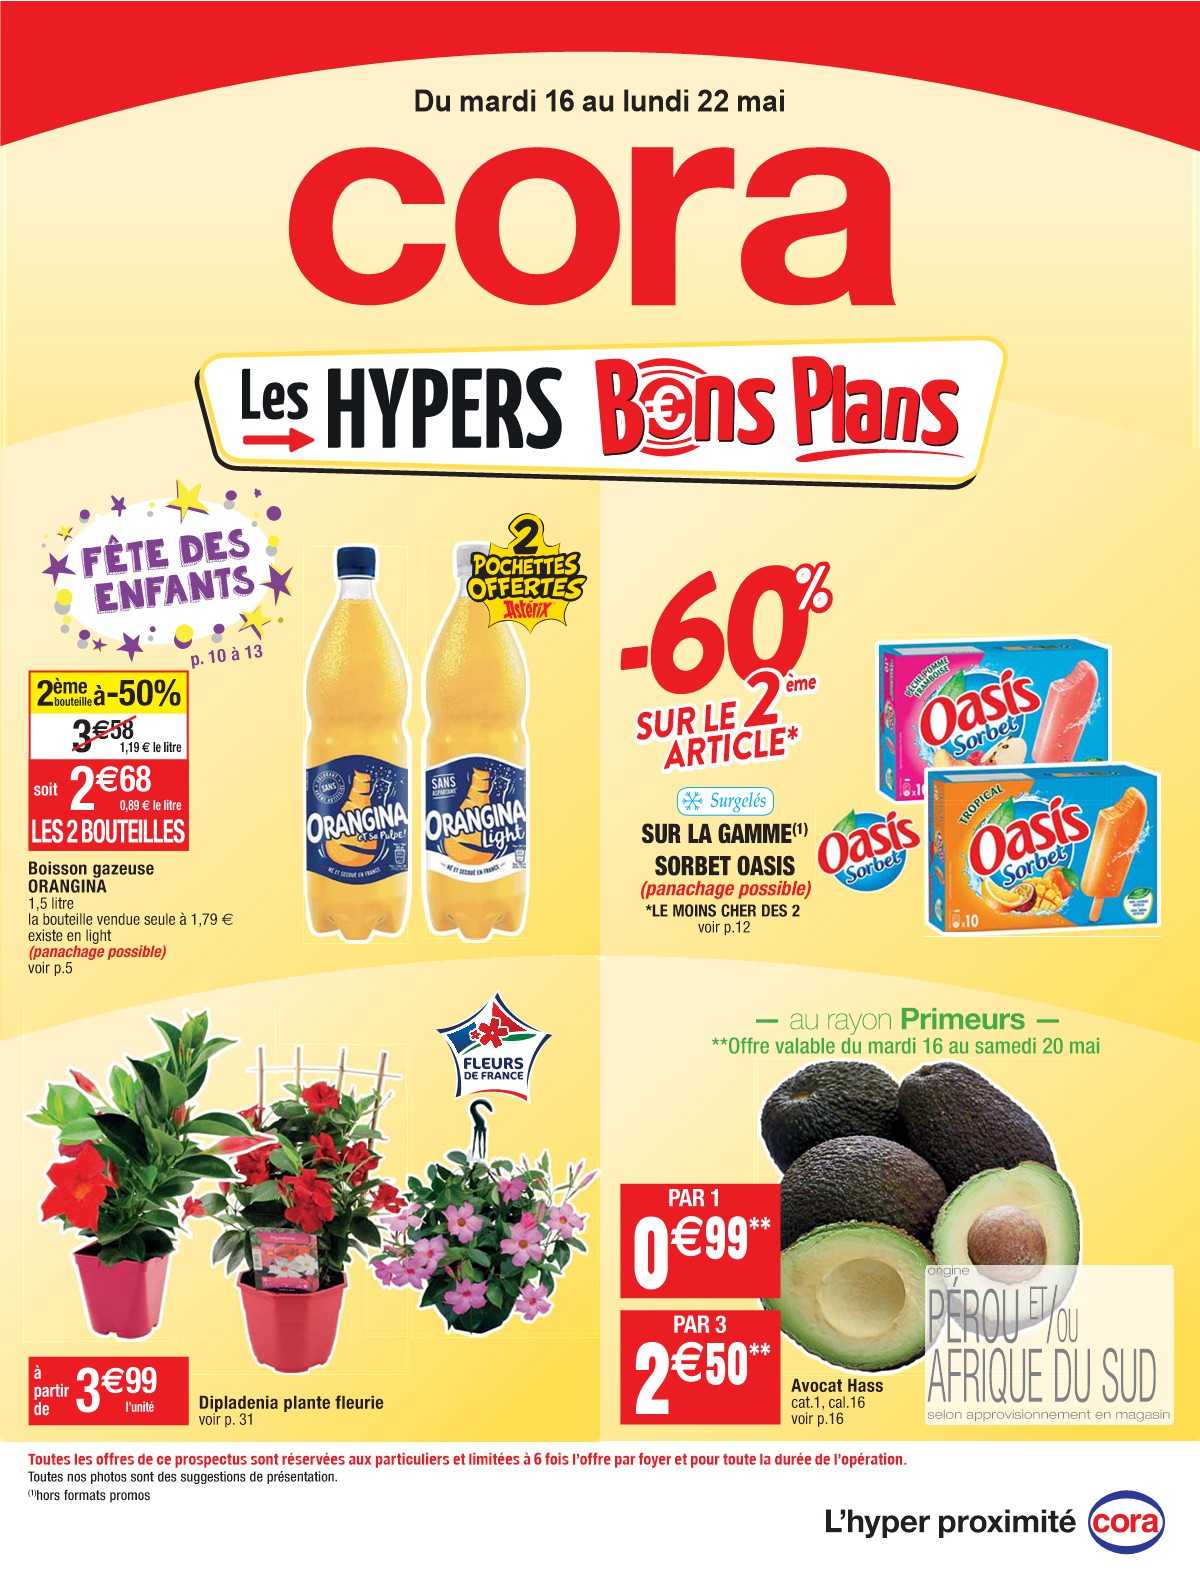 Du mardi 16 au lundi 22 mai
cora
Les HYPERS Bons Plans
FÊTE DES
ENFANTS
p. 10 à 13
2ème bouteille à -50%
3€58
1,19 € le litre
soit 2€68
0,89 € le litre
LES 2 BOUTEILLES
Boisson gazeuse
ORANGINA
1,5 litre
la bouteille vendue seule à 1,79 €
existe en light
(panachage possible)
voir p.5
2
POCHETTES
OFFERTES
Astérix
ORANGINA
et Sa Pulpe!
SANS
ORANGINA
Light
-60%
SUR LE 2ème
ARTICLE*
Surgelés
SUR LA GAMME(1)
SORBET OASIS
(panachage possible)
*LE MOINS CHER DES 2
voir p.12
PÊCHE POMME
FRAMBOISE
Oasis
Sorbet
TROPICAL
Oasis
Sorbet
x10
Oasis
Sorbet
FLEURS
DE FRANCE
à partir de 3€99
l'unité
Dipladenia plante fleurie
voir p. 31
— au rayon Primeurs —
**Offre valable du mardi 16 au samedi 20 mai
PAR 1
0€99**
PAR 3
2€50**
Avocat Hass
cat.1, cal.16
voir p.16
origine
PÉROU ET/OU
AFRIQUE DU SUD
selon approvisionnement en magasin
Toutes les offres de ce prospectus sont réservées aux particuliers et limitées à 6 fois l'offre par foyer et pour toute la durée de l'opération.
Toutes nos photos sont des suggestions de présentation.
(1)hors formats promos
L'hyper proximité cora